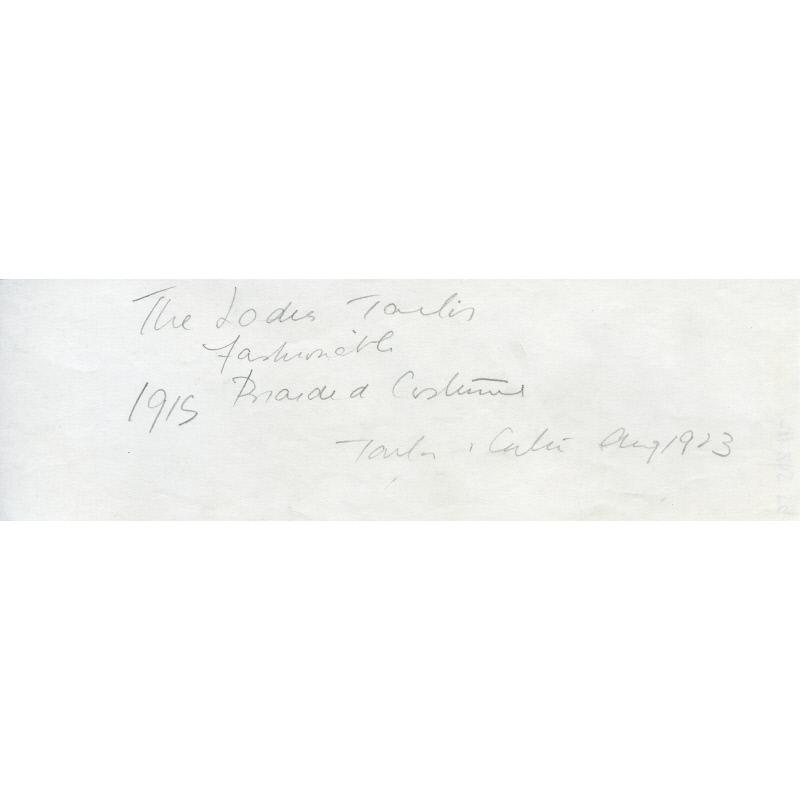 The Ladies Tailor
Fashionable
1915 Braided Costume
Tailor & Cutter Aug 1923